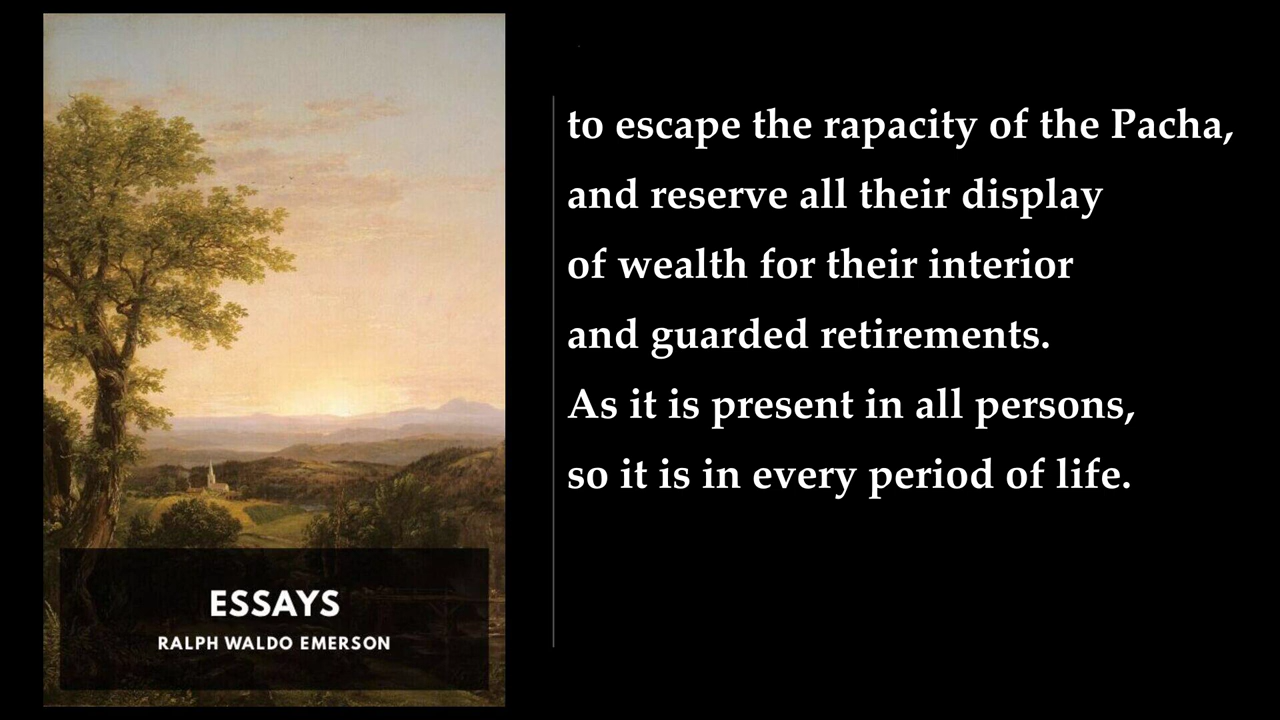 ESSAYS
RALPH WALDO EMERSON
to escape the rapacity of the Pacha,
and reserve all their display
of wealth for their interior
and guarded retirements.
As it is present in all persons,
so it is in every period of life.